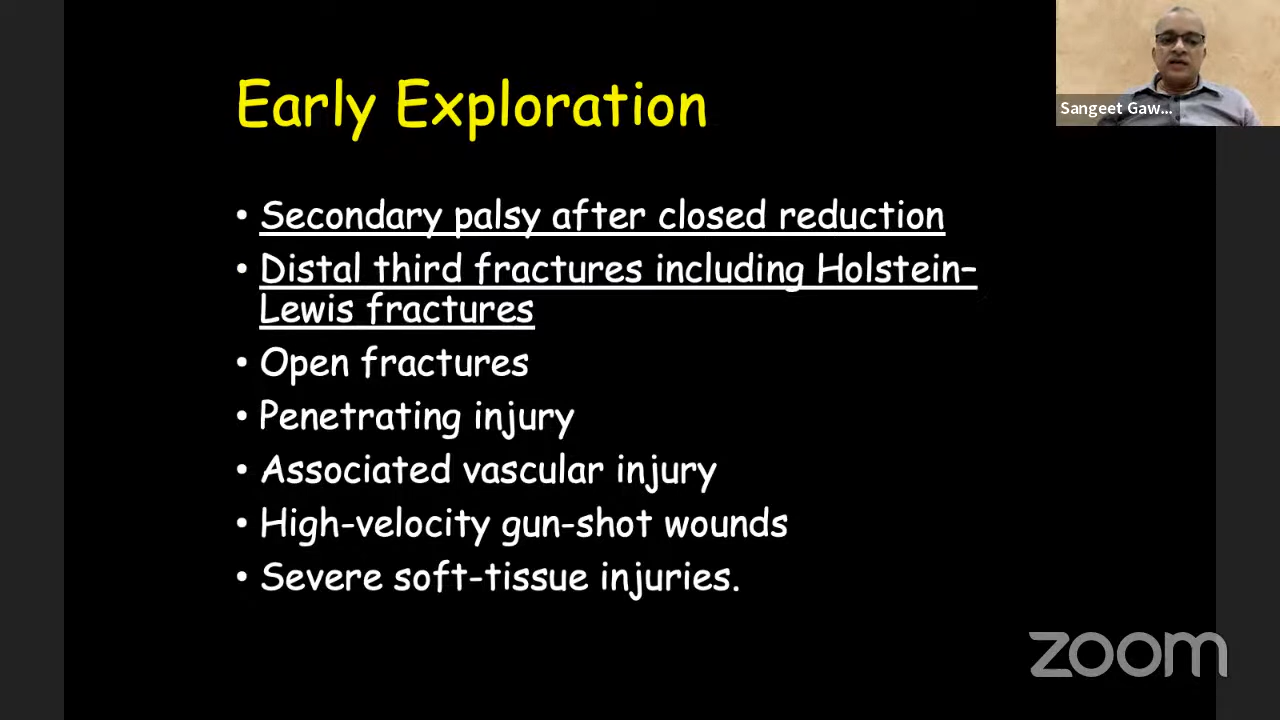 Early Exploration
• Secondary palsy after closed reduction
• Distal third fractures including Holstein–
Lewis fractures
• Open fractures
• Penetrating injury
• Associated vascular injury
• High-velocity gun-shot wounds
• Severe soft-tissue injuries.
Sangeet Gaw...
zoom